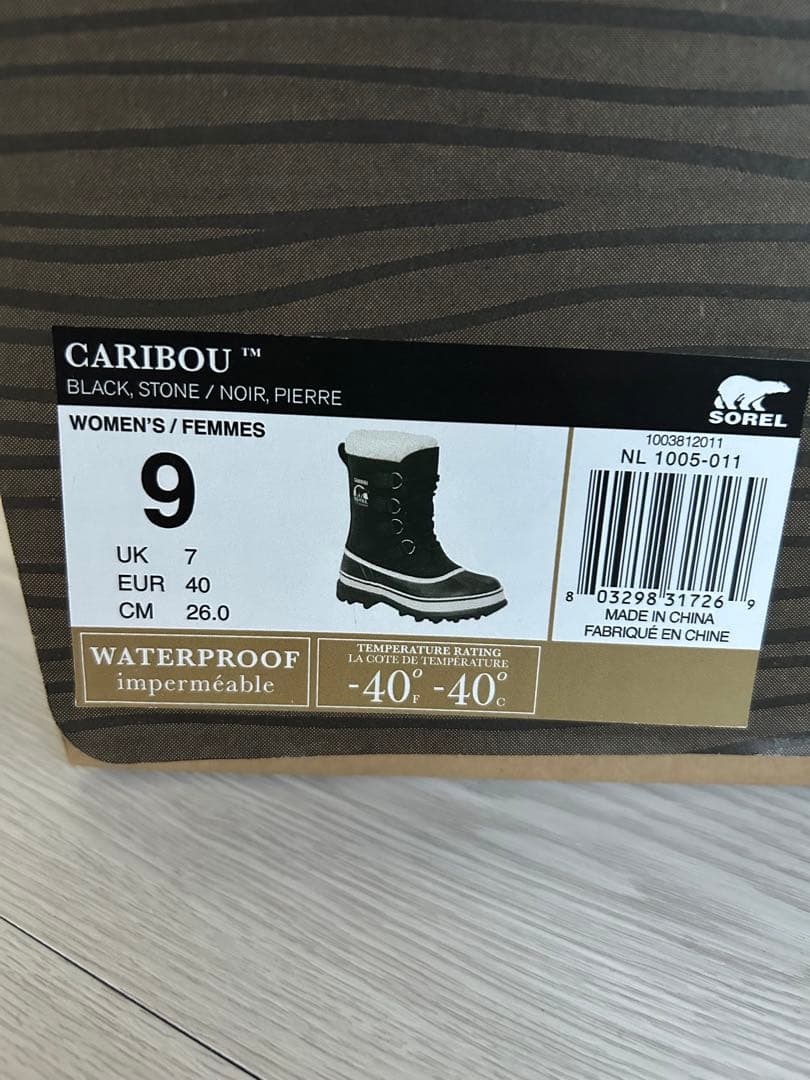 CARIBOU ™
BLACK, STONE / NOIR, PIERRE
SOREL
WOMEN'S / FEMMES
9
UK 7
EUR 40
CM 26.0
1003812011
NL 1005-011
8 03298 31726 9
MADE IN CHINA
FABRIQUÉ EN CHINE
WATERPROOF
imperméable
TEMPERATURE RATING
LA COTE DE TEMPÉRATURE
-40°F -40°C